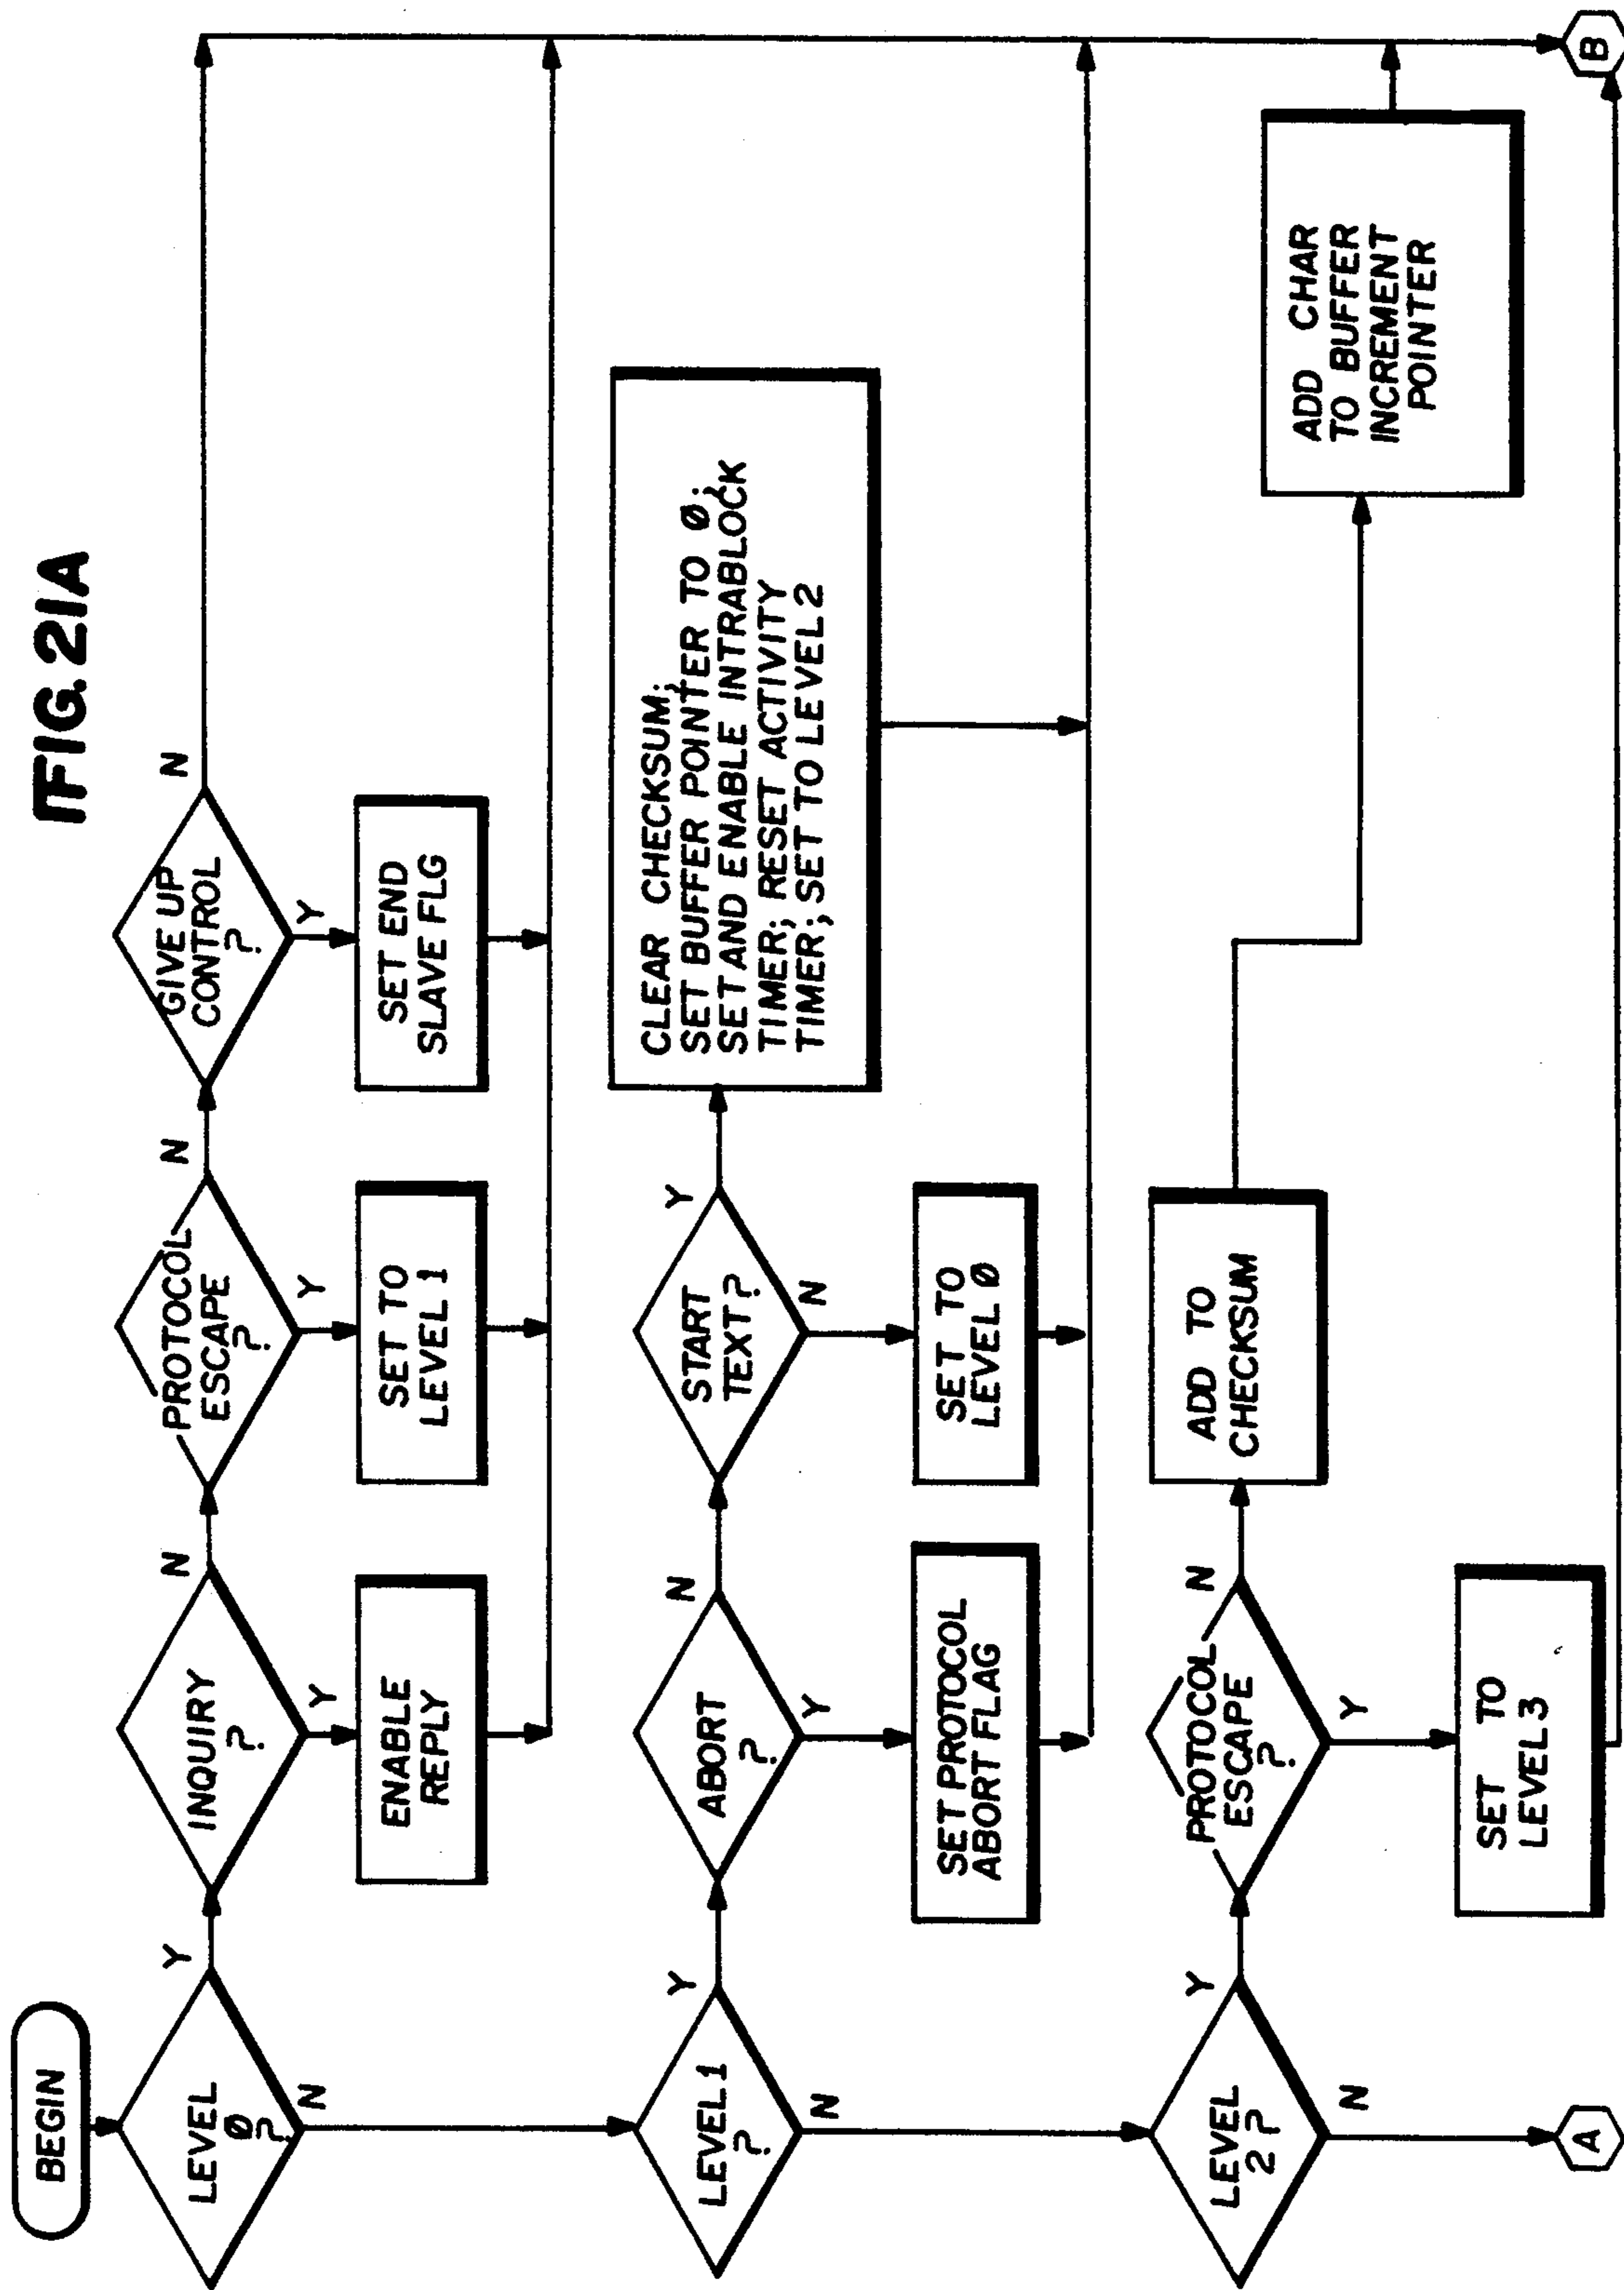 FIG. 21A
BEGIN
LEVEL
0?
Y
N
INQUIRY
?
N
Y
ENABLE
REPLY
PROTOCOL
ESCAPE
?
N
Y
SET TO
LEVEL 1
GIVE UP
CONTROL
?
N
Y
SET END
SLAVE FLG
LEVEL 1
?
Y
N
ABORT
?
N
Y
SET PROTOCOL
ABORT FLAG
START
TEXT?
Y
N
SET TO
LEVEL Ø
CLEAR CHECKSUM;
SET BUFFER POINTER TO Ø;
SET AND ENABLE INTRABLOCK
TIMER; RESET ACTIVITY
TIMER; SET TO LEVEL 2
LEVEL
2?
Y
N
PROTOCOL
ESCAPE
?
N
Y
SET TO
LEVEL 3
ADD TO
CHECKSUM
ADD CHAR
TO BUFFER
INCREMENT
POINTER
A
B